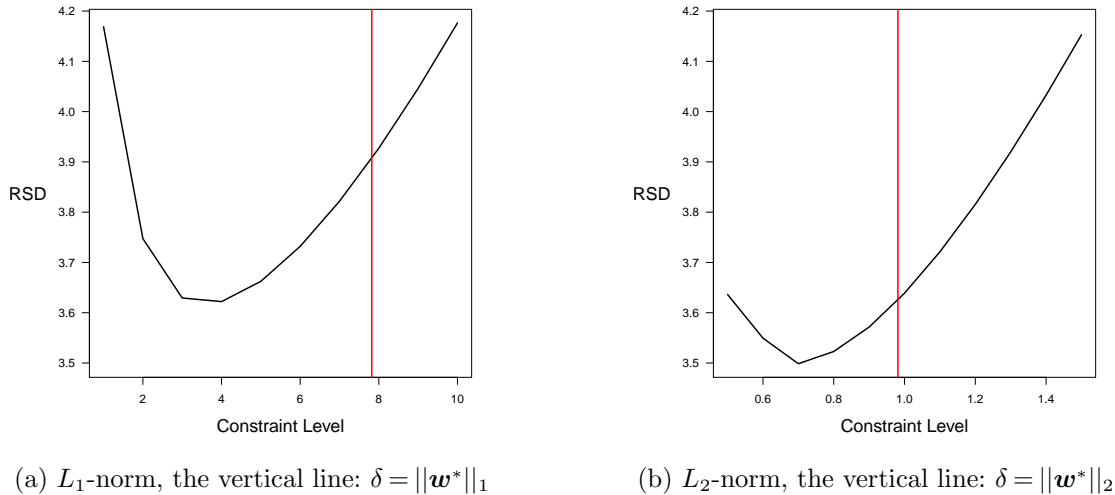 4.2
4.1
4.0
3.9
RSD
3.8
3.7
3.6
3.5
2 4 6 8 10
Constraint Level
(a) L₁-norm, the vertical line: δ = ||w*||₁
4.2
4.1
4.0
3.9
RSD
3.8
3.7
3.6
3.5
0.6 0.8 1.0 1.2 1.4
Constraint Level
(b) L₂-norm, the vertical line: δ = ||w*||₂